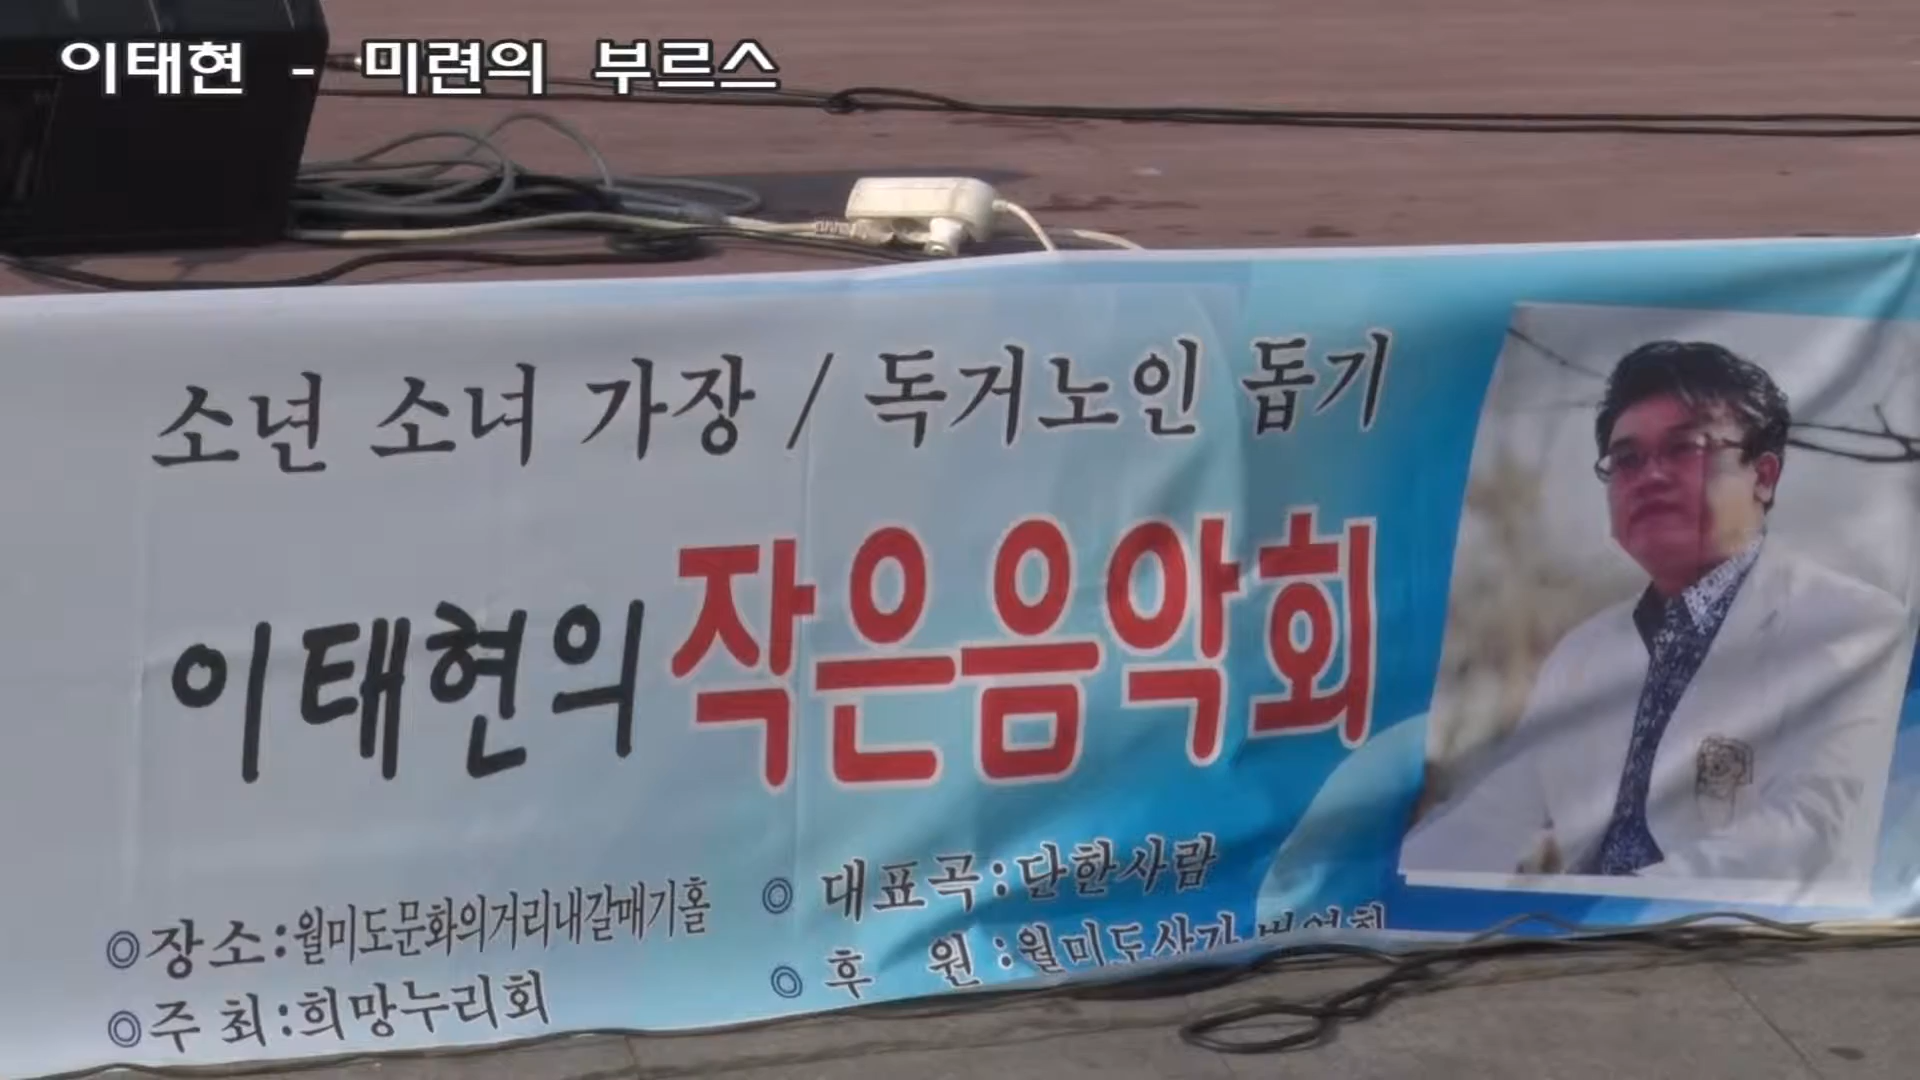 이태현 - 미련의 부르스
소년 소녀 가장 / 독거노인 돕기
이태현의 작은음악회
◎장소:월미도문화의거리내갈매기홀
◎주최:희망누리회
◎ 대표곡:단한사람
◎ 후 원:월미도상가